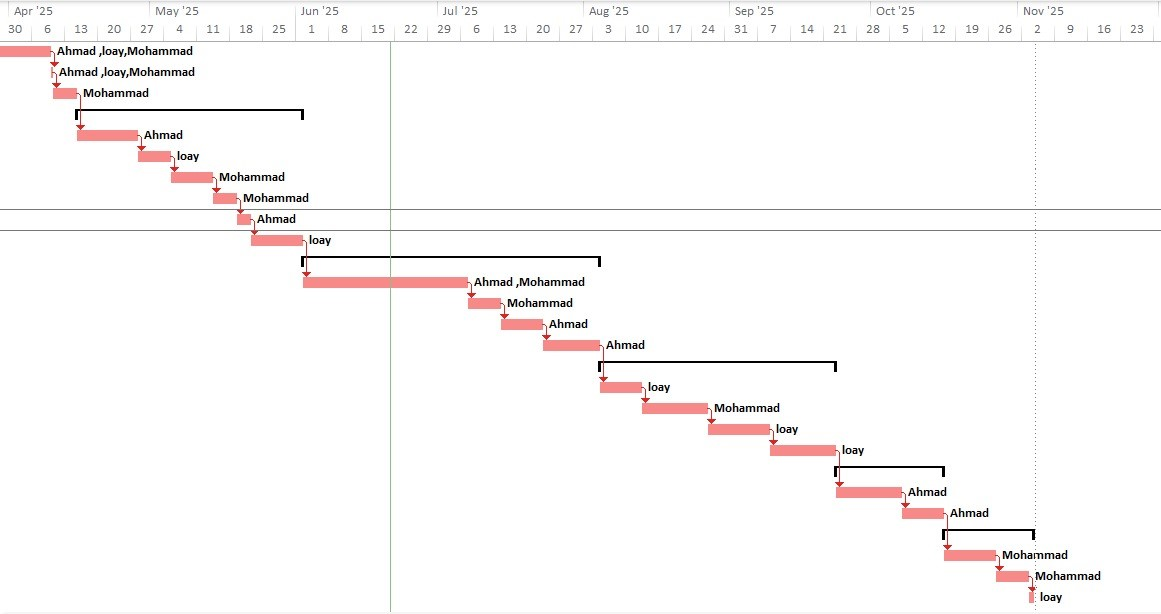 Apr '25 May '25 Jun '25 Jul '25 Aug '25 Sep '25 Oct '25 Nov '25
30 6 13 20 27 4 11 18 25 1 8 15 22 29 6 13 20 27 3 10 17 24 31 7 14 21 28 5 12 19 26 2 9 16 23
Ahmad ,loay,Mohammad
Ahmad ,loay,Mohammad
Mohammad
Ahmad
loay
Mohammad
Mohammad
Ahmad
loay
Ahmad ,Mohammad
Mohammad
Ahmad
Ahmad
loay
Mohammad
loay
loay
Ahmad
Ahmad
Mohammad
Mohammad
loay